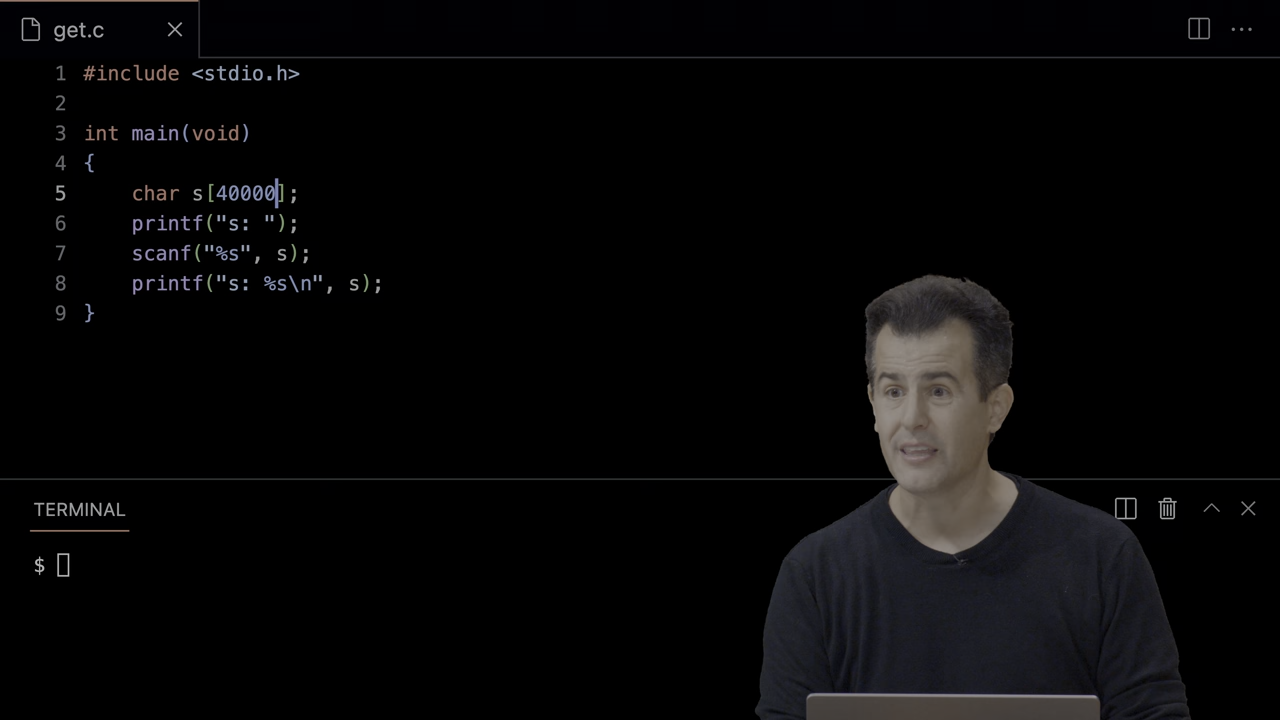 get.c
1 #include <stdio.h>
2
3 int main(void)
4 {
5     char s[40000];
6     printf("s: ");
7     scanf("%s", s);
8     printf("s: %s\n", s);
9 }
TERMINAL
$